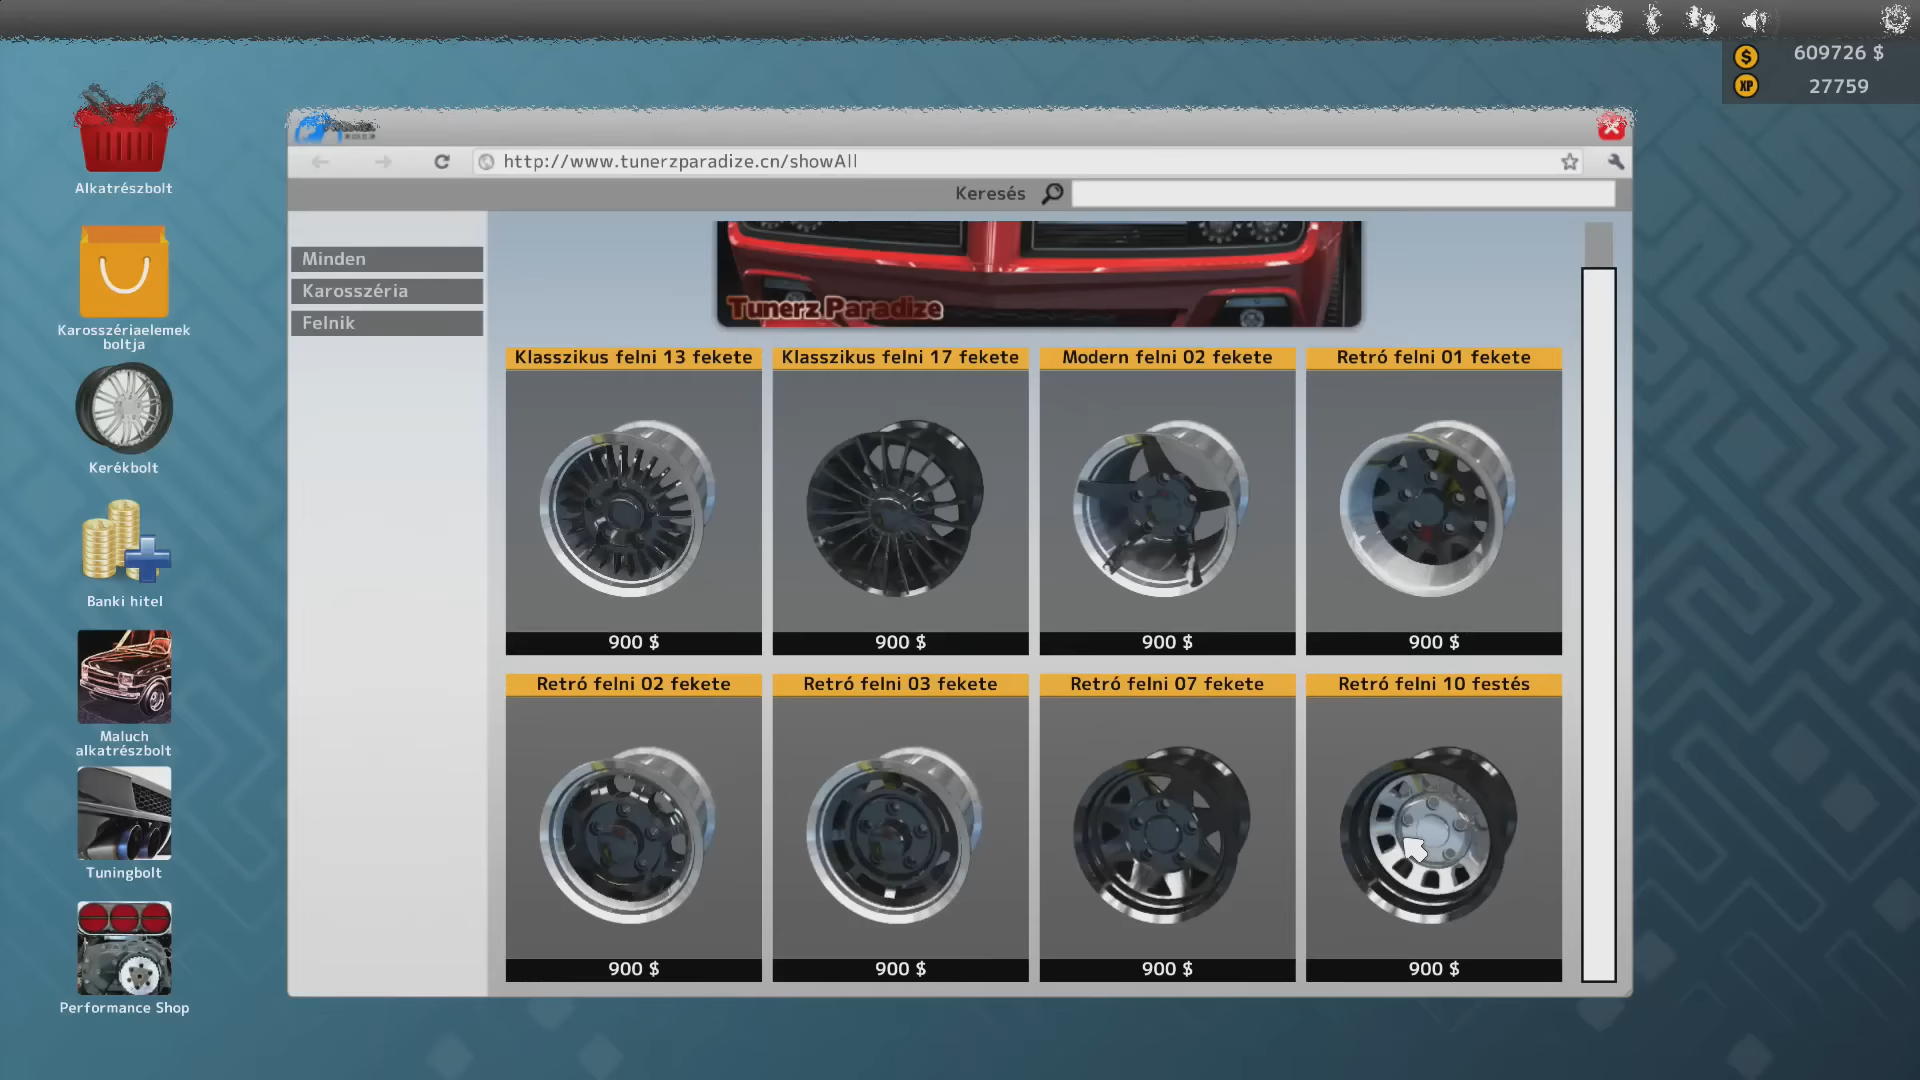 609726 $
27759
http://www.tunerzparadize.cn/showAll
Keresés
Alkatrészbolt
Karosszériaelemek
boltja
Kerékbolt
Banki hitel
Maluch
alkatrészbolt
Tuningbolt
Performance Shop
Minden
Karosszéria
Felnik
Tunerz Paradize
Klasszikus felni 13 fekete
Klasszikus felni 17 fekete
Modern felni 02 fekete
Retró felni 01 fekete
900 $
900 $
900 $
900 $
Retró felni 02 fekete
Retró felni 03 fekete
Retró felni 07 fekete
Retró felni 10 festés
900 $
900 $
900 $
900 $
XP